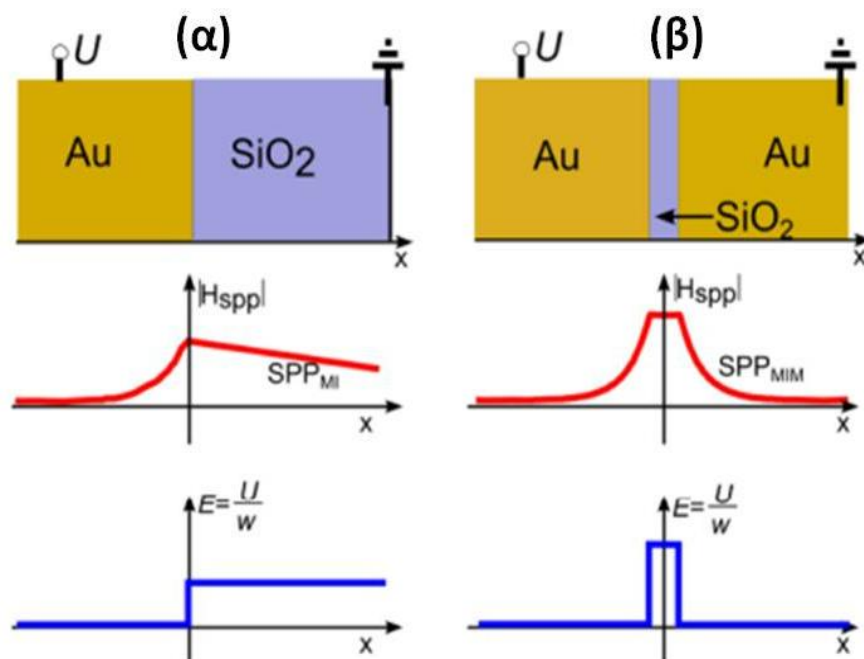 (α)
U
Au
SiO2
x
|Hspp|
SPPMI
x
E=U/w
x
(β)
U
Au
Au
SiO2
x
|Hspp|
SPPMIM
x
E=U/w
x